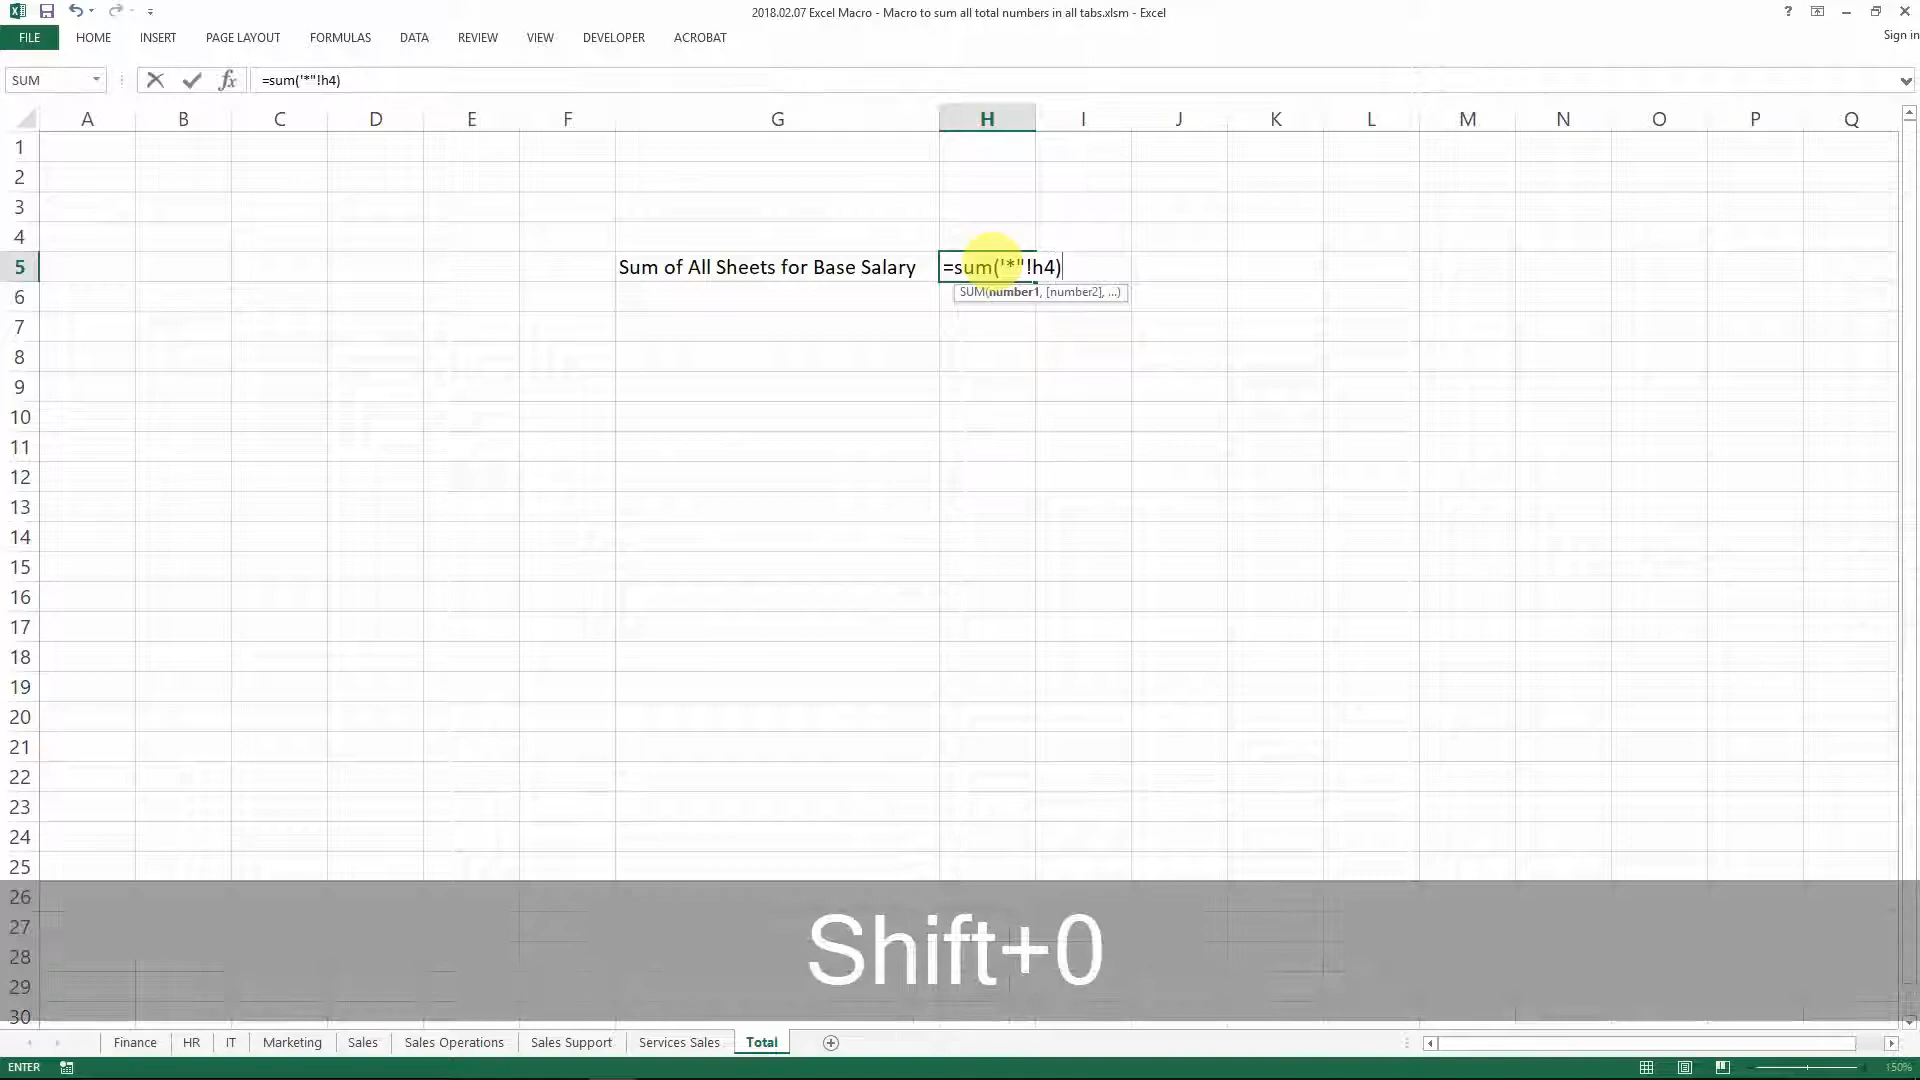 2018.02.07 Excel Macro - Macro to sum all total numbers in all tabs.xlsm - Excel
FILE HOME INSERT PAGE LAYOUT FORMULAS DATA REVIEW VIEW DEVELOPER ACROBAT
Sign in
SUM fx =sum('*"!h4)
A B C D E F G H I J K L M N O P Q
1
2
3
4
5 Sum of All Sheets for Base Salary =sum('*"!h4)
SUM(number1, [number2], ...)
6
7
8
9
10
11
12
13
14
15
16
17
18
19
20
21
22
23
24
25
26
27
28
29
30
Shift+0
Finance HR IT Marketing Sales Sales Operations Sales Support Services Sales Total
ENTER 150%